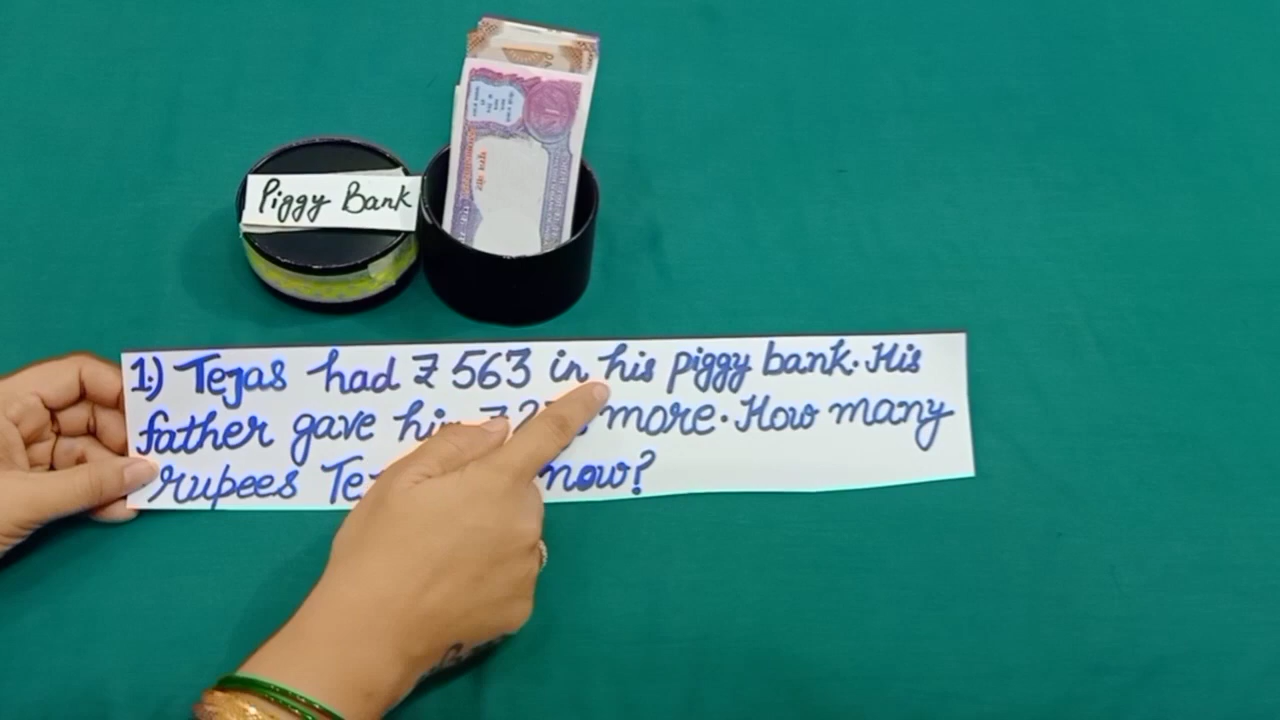 Piggy Bank
1.) Tejas had ₹ 563 in his piggy bank. His
father gave more. How many
rupees now?